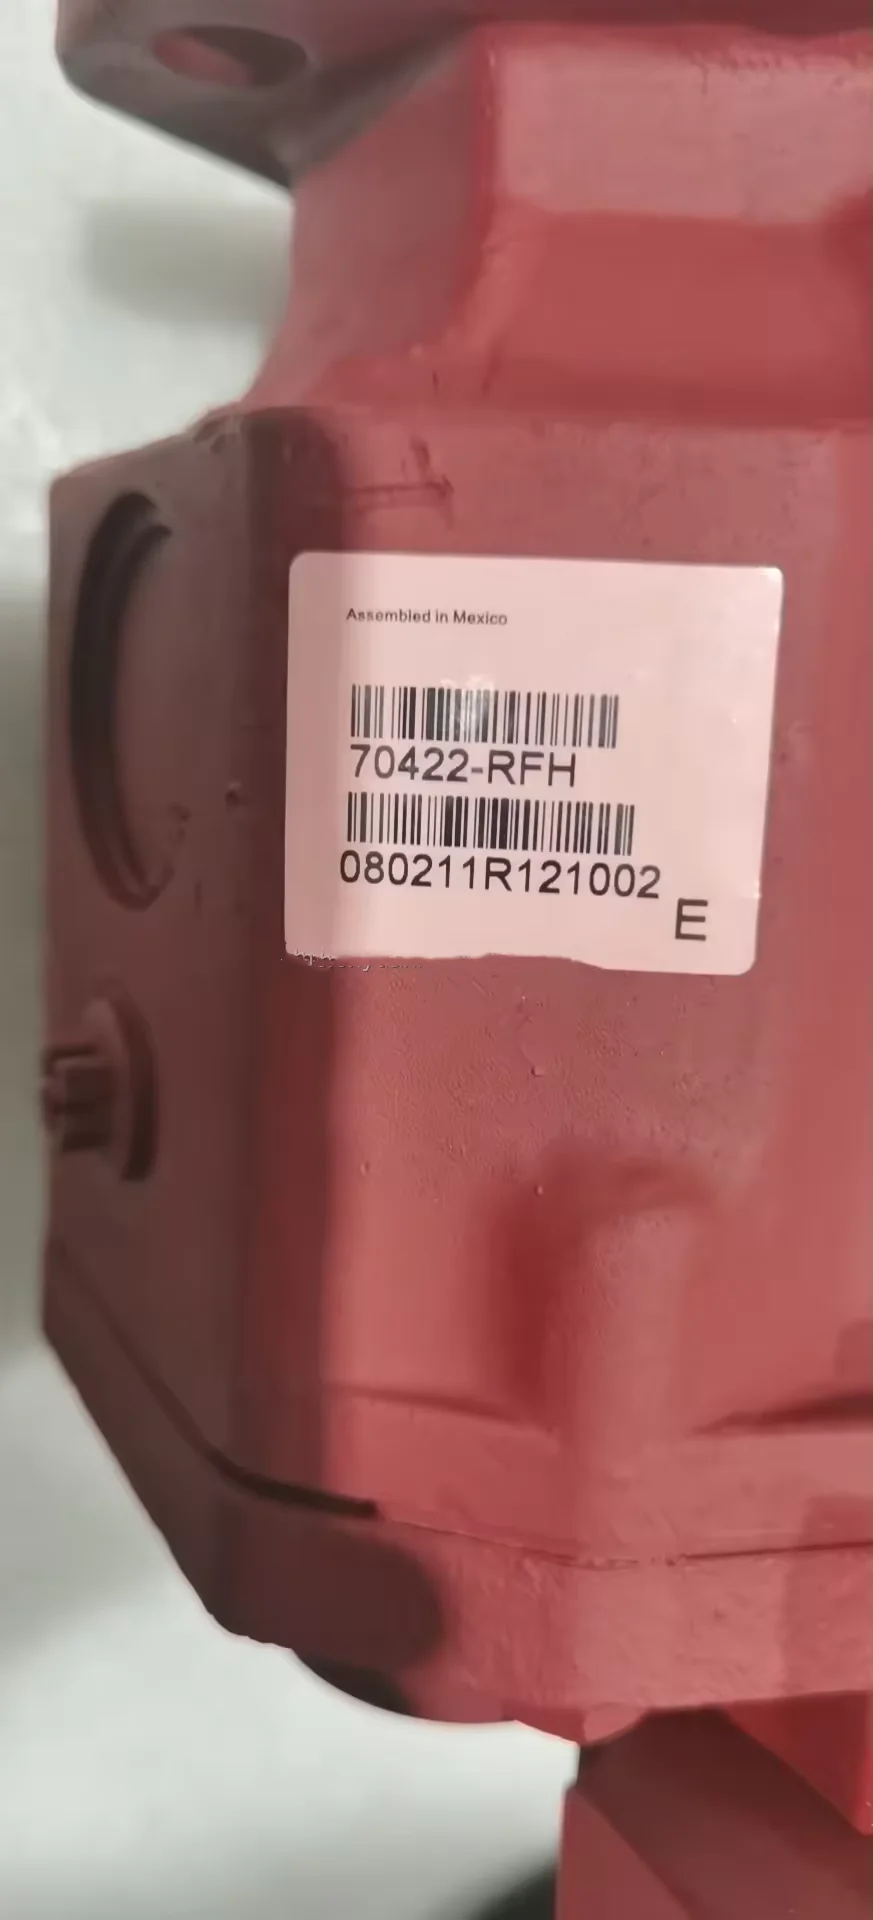 Assembled in Mexico
70422-RFH
080211R121002
E